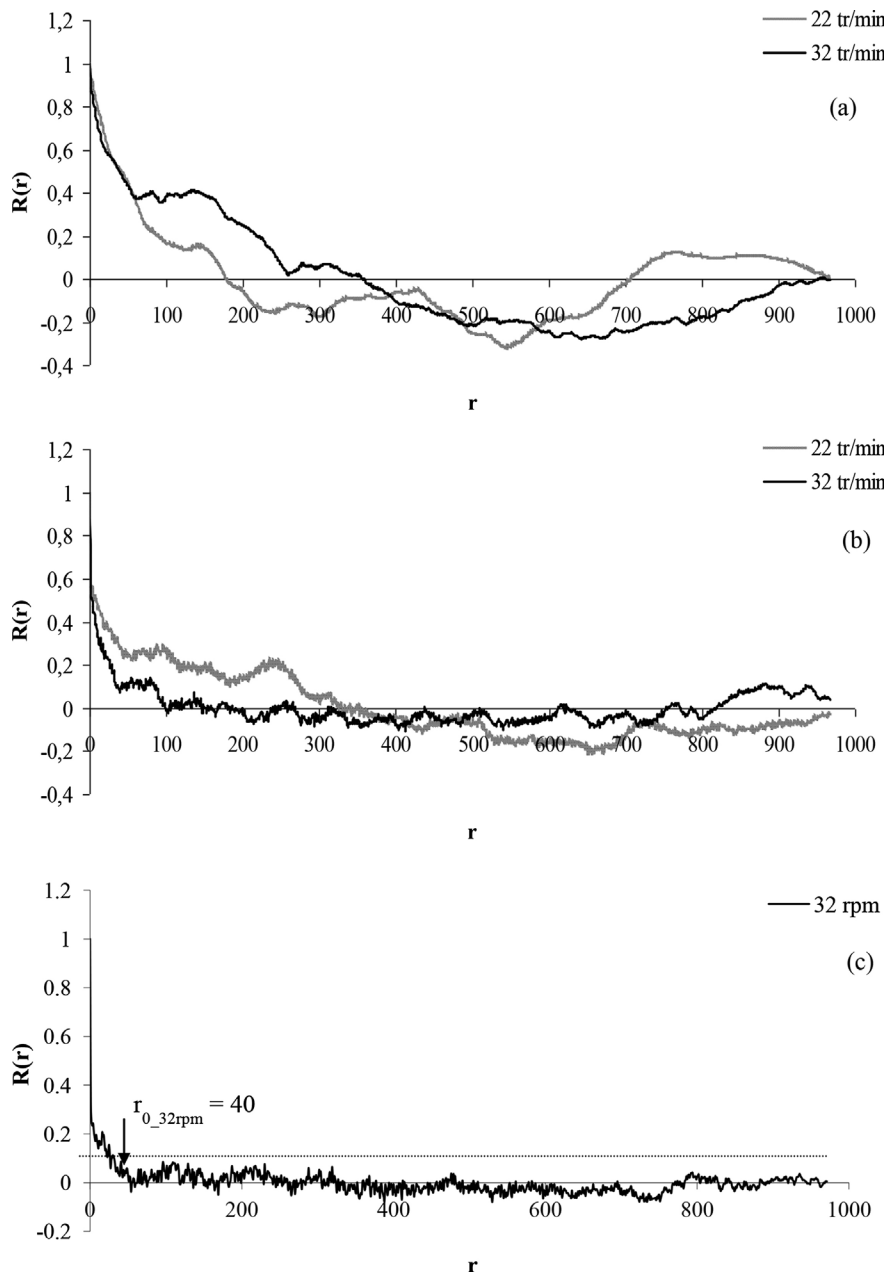 1,2
22 tr/min
32 tr/min
1
(a)
0,8
0,6
R(r)
0,4
0,2
0
0 100 200 300 400 500 600 700 800 900 1000
-0,2
-0,4
r
1,2
22 tr/min
32 tr/min
1
(b)
0,8
0,6
R(r)
0,4
0,2
0
0 100 200 300 400 500 600 700 800 900 1000
-0,2
-0,4
r
1.2
32 rpm
1
(c)
0.8
0.6
R(r)
0.4
r0_32rpm = 40
0.2
0
0 200 400 600 800 1000
-0.2
r